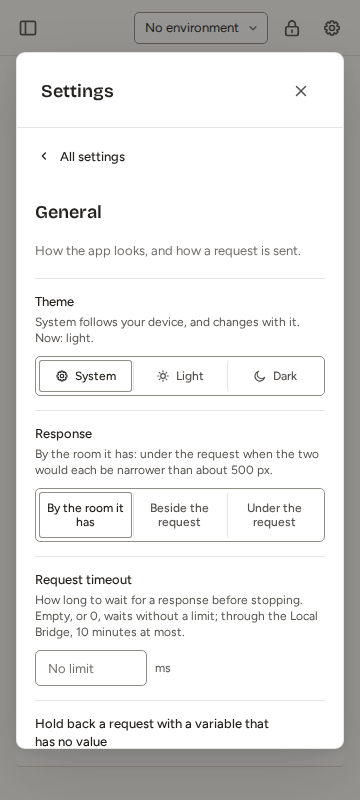 No environment
Settings
All settings
General
How the app looks, and how a request is sent.
Theme
System follows your device, and changes with it.
Now: light.
System
Light
Dark
Response
By the room it has: under the request when the two
would each be narrower than about 500 px.
By the room it
has
Beside the
request
Under the
request
Request timeout
How long to wait for a response before stopping.
Empty, or 0, waits without a limit; through the Local
Bridge, 10 minutes at most.
No limit
ms
Hold back a request with a variable that
has no value